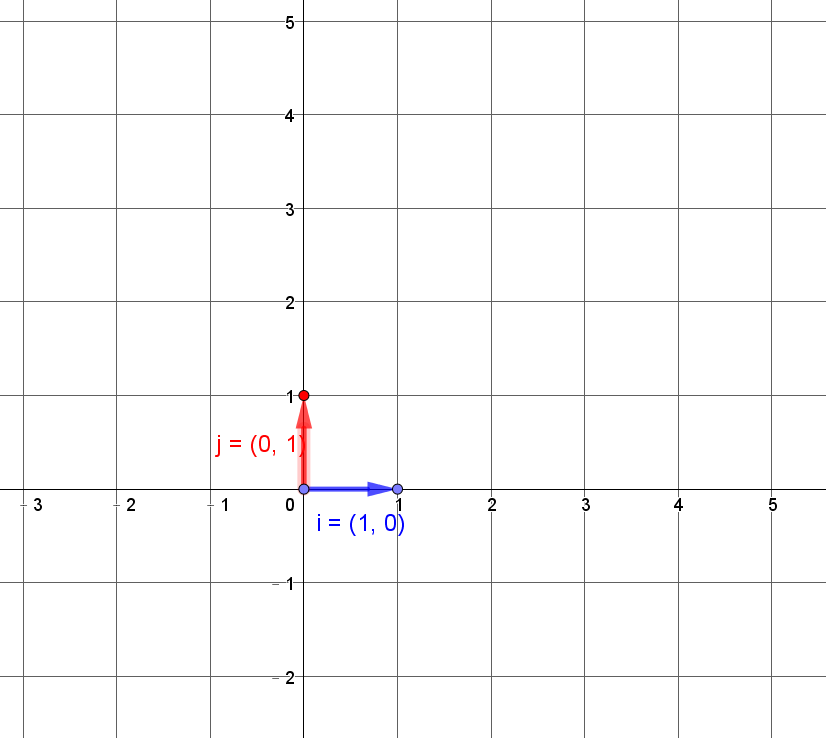 5
4
3
2
1
j = (0, 1)
– 3 – 2 – 1 0 1 2 3 4 5
i = (1, 0)
– 1
– 2